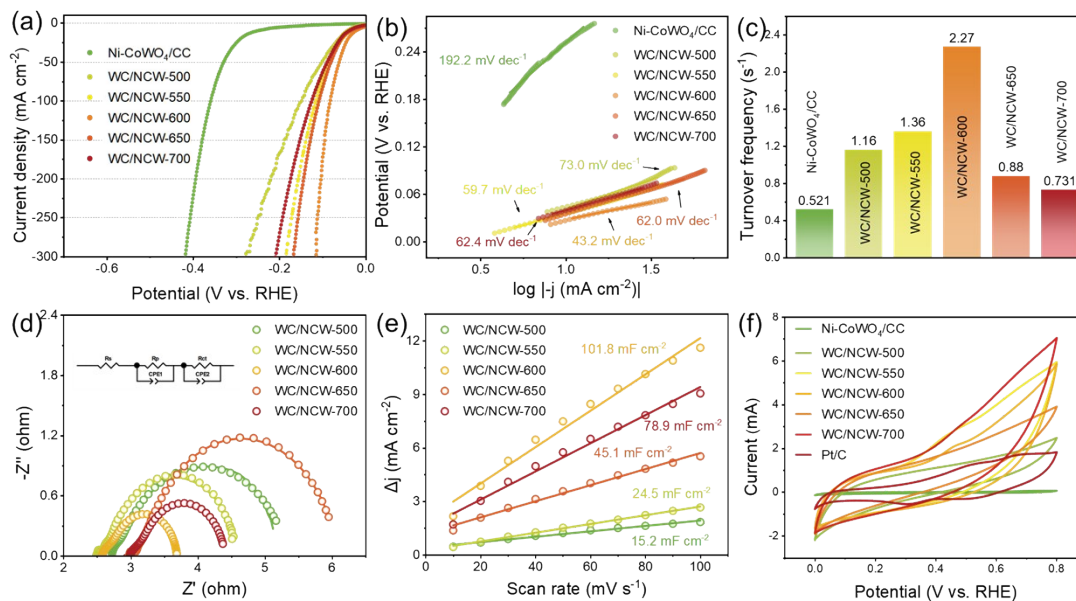 (a)
0
-50
-100
-150
-200
-250
-300
Current density (mA cm⁻²)
Ni-CoWO₄/CC
WC/NCW-500
WC/NCW-550
WC/NCW-600
WC/NCW-650
WC/NCW-700
-0.6
-0.4
-0.2
0.0
Potential (V vs. RHE)
(b)
0.24
0.18
0.12
0.06
0.00
Potential (V vs. RHE)
Ni-CoWO₄/CC
WC/NCW-500
WC/NCW-550
WC/NCW-600
WC/NCW-650
WC/NCW-700
192.2 mV dec⁻¹
73.0 mV dec⁻¹
59.7 mV dec⁻¹
62.0 mV dec⁻¹
62.4 mV dec⁻¹
43.2 mV dec⁻¹
0.5
1.0
1.5
log |-j (mA cm⁻²)|
(c)
2.4
1.8
1.2
0.6
0.0
Turnover frequency (s⁻¹)
Ni-CoWO₄/CC
0.521
1.16
WC/NCW-500
1.36
WC/NCW-550
2.27
WC/NCW-600
WC/NCW-650
0.88
WC/NCW-700
0.731
(d)
2.4
1.8
1.2
0.6
0.0
-Z'' (ohm)
WC/NCW-500
WC/NCW-550
WC/NCW-600
WC/NCW-650
WC/NCW-700
Rs
Rp
Rct
CPE1
CPE2
2
3
4
5
6
Z' (ohm)
(e)
12
9
6
3
0
Δj (mA cm⁻²)
WC/NCW-500
WC/NCW-550
WC/NCW-600
WC/NCW-650
WC/NCW-700
101.8 mF cm⁻²
78.9 mF cm⁻²
45.1 mF cm⁻²
24.5 mF cm⁻²
15.2 mF cm⁻²
0
20
40
60
80
100
Scan rate (mV s⁻¹)
(f)
8
6
4
2
0
-2
Current (mA)
Ni-CoWO₄/CC
WC/NCW-500
WC/NCW-550
WC/NCW-600
WC/NCW-650
WC/NCW-700
Pt/C
0.0
0.2
0.4
0.6
0.8
Potential (V vs. RHE)